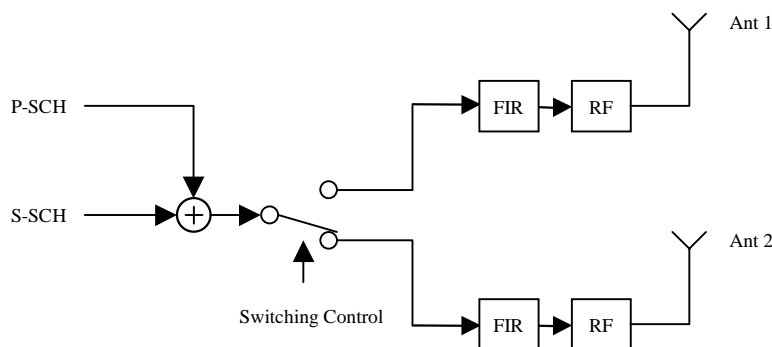 Ant 1
P-SCH
FIR
RF
S-SCH
Ant 2
Switching Control
FIR
RF